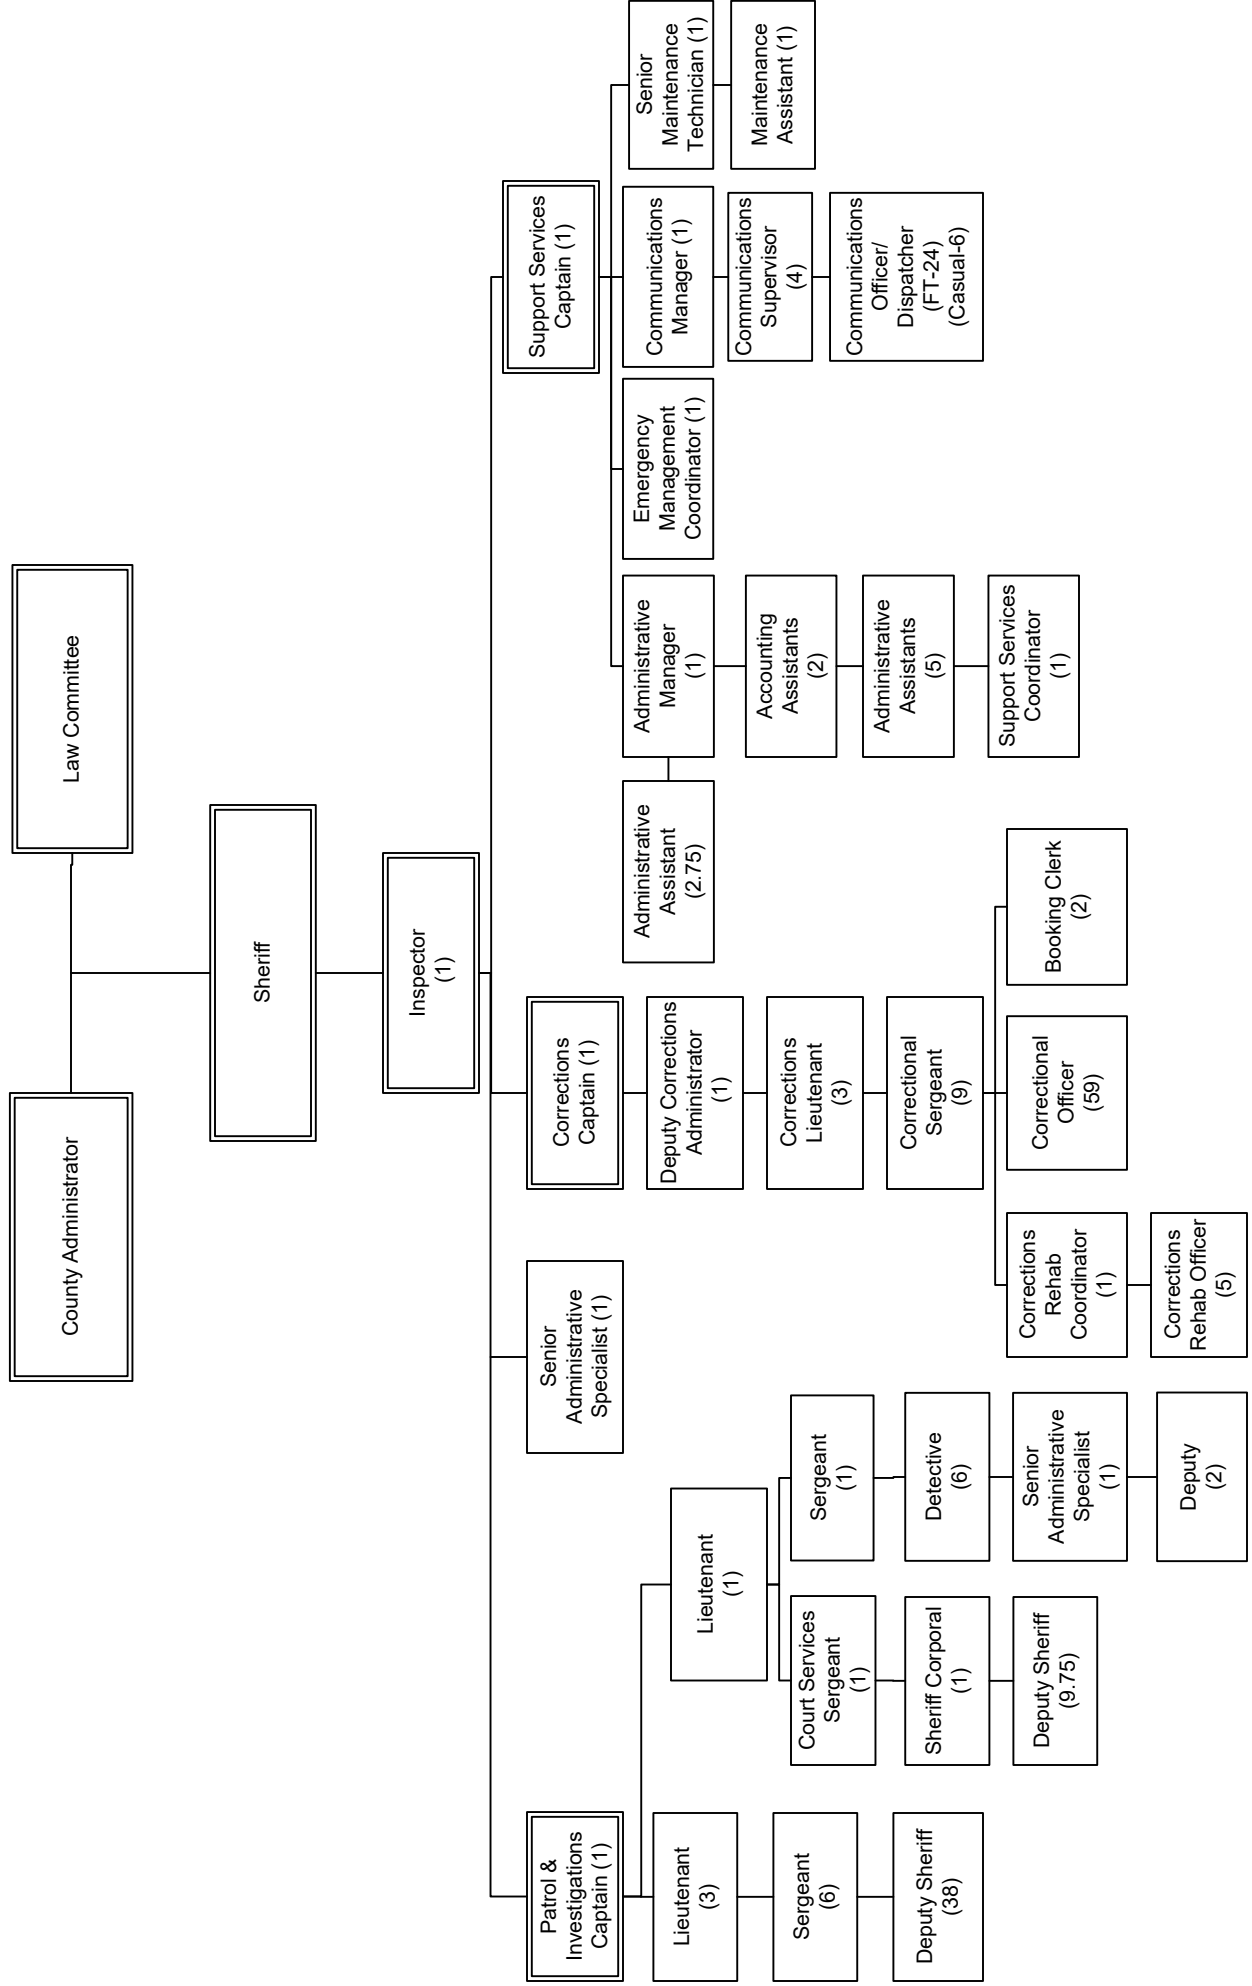 County Administrator
Law Committee
Sheriff
Inspector
(1)
Patrol &
Investigations
Captain (1)
Senior
Administrative
Specialist (1)
Corrections
Captain (1)
Support Services
Captain (1)
Lieutenant
(3)
Sergeant
(6)
Deputy Sheriff
(38)
Lieutenant
(1)
Court Services
Sergeant
(1)
Sheriff Corporal
(1)
Deputy Sheriff
(9.75)
Sergeant
(1)
Detective
(6)
Senior
Administrative
Specialist
(1)
Deputy
(2)
Deputy Corrections
Administrator
(1)
Corrections
Lieutenant
(3)
Correctional
Sergeant
(9)
Corrections
Rehab
Coordinator
(1)
Corrections
Rehab Officer
(5)
Correctional
Officer
(59)
Booking Clerk
(2)
Administrative
Assistant
(2.75)
Administrative
Manager
(1)
Accounting
Assistants
(2)
Administrative
Assistants
(5)
Support Services
Coordinator
(1)
Emergency
Management
Coordinator (1)
Communications
Manager (1)
Communications
Supervisor
(4)
Communications
Officer/
Dispatcher
(FT-24)
(Casual-6)
Senior
Maintenance
Technician (1)
Maintenance
Assistant (1)